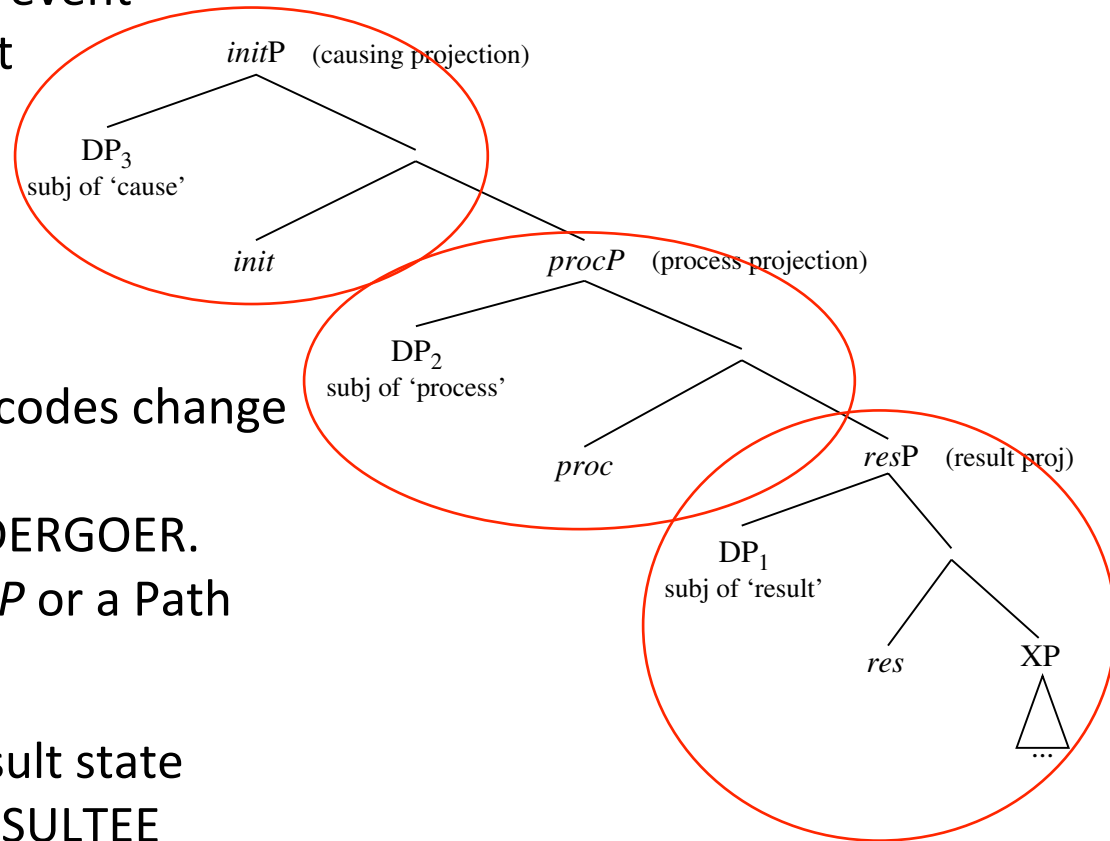 event
t
initP (causing projection)
DP3
subj of ‘cause’
init
procP (process projection)
DP2
subj of ‘process’
proc
codes change
DERGOER.
P or a Path
resP (result proj)
DP1
subj of ‘result’
res
XP
...
sult state
SULTEE